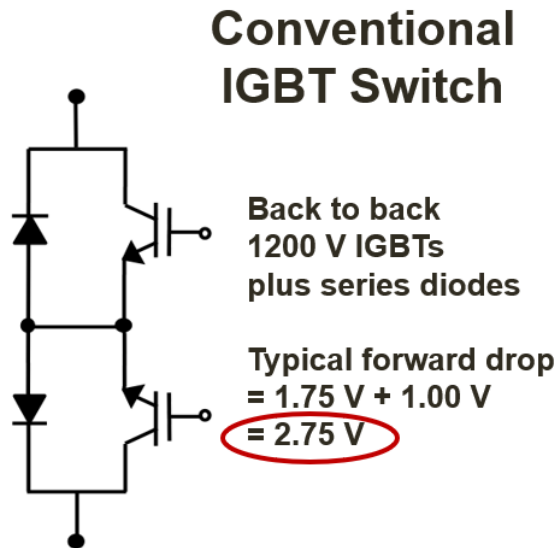 Conventional
IGBT Switch
Back to back
1200 V IGBTs
plus series diodes
Typical forward drop
= 1.75 V + 1.00 V
= 2.75 V